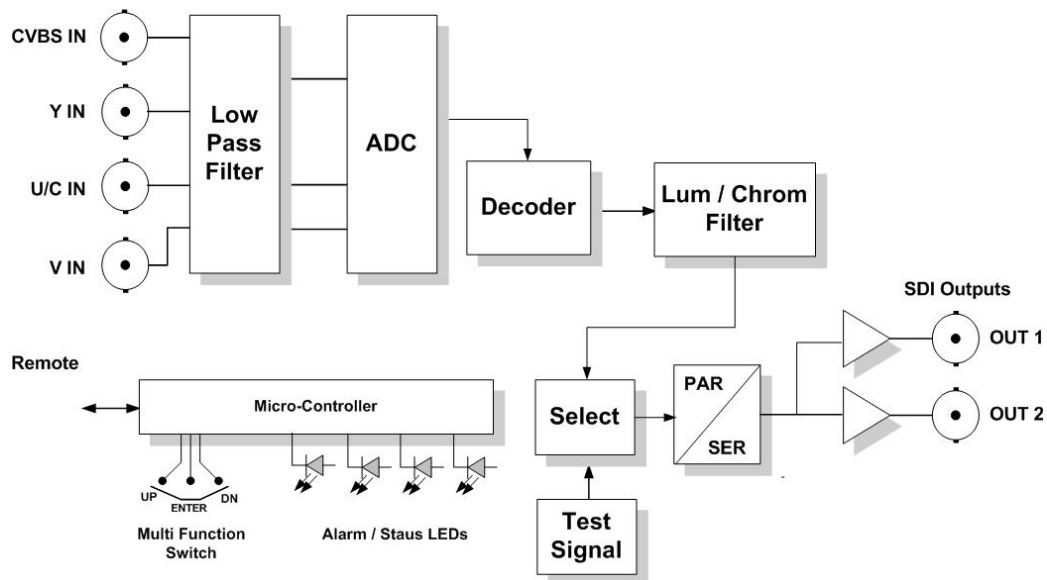 CVBS IN
Y IN
U/C IN
V IN
Low
Pass
Filter
ADC
Decoder
Lum / Chrom
Filter
SDI Outputs
OUT 1
OUT 2
Remote
Micro-Controller
Select
PAR
SER
UP
ENTER
DN
Multi Function
Switch
Alarm / Staus LEDs
Test
Signal